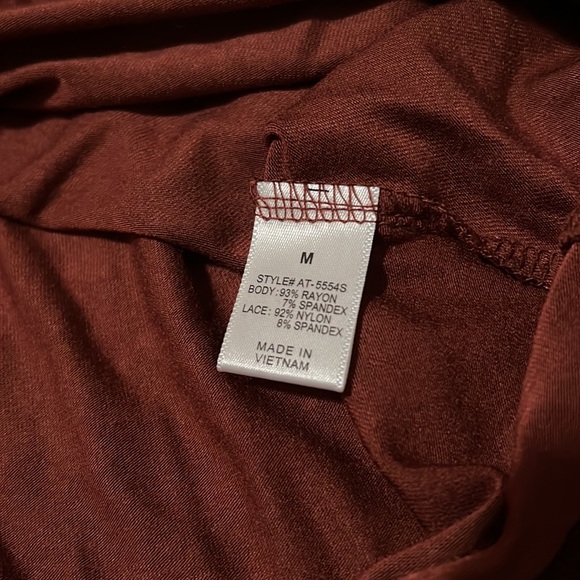 M
STYLE# AT-5554S
BODY: 93% RAYON
7% SPANDEX
LACE: 92% NYLON
8% SPANDEX
MADE IN
VIETNAM